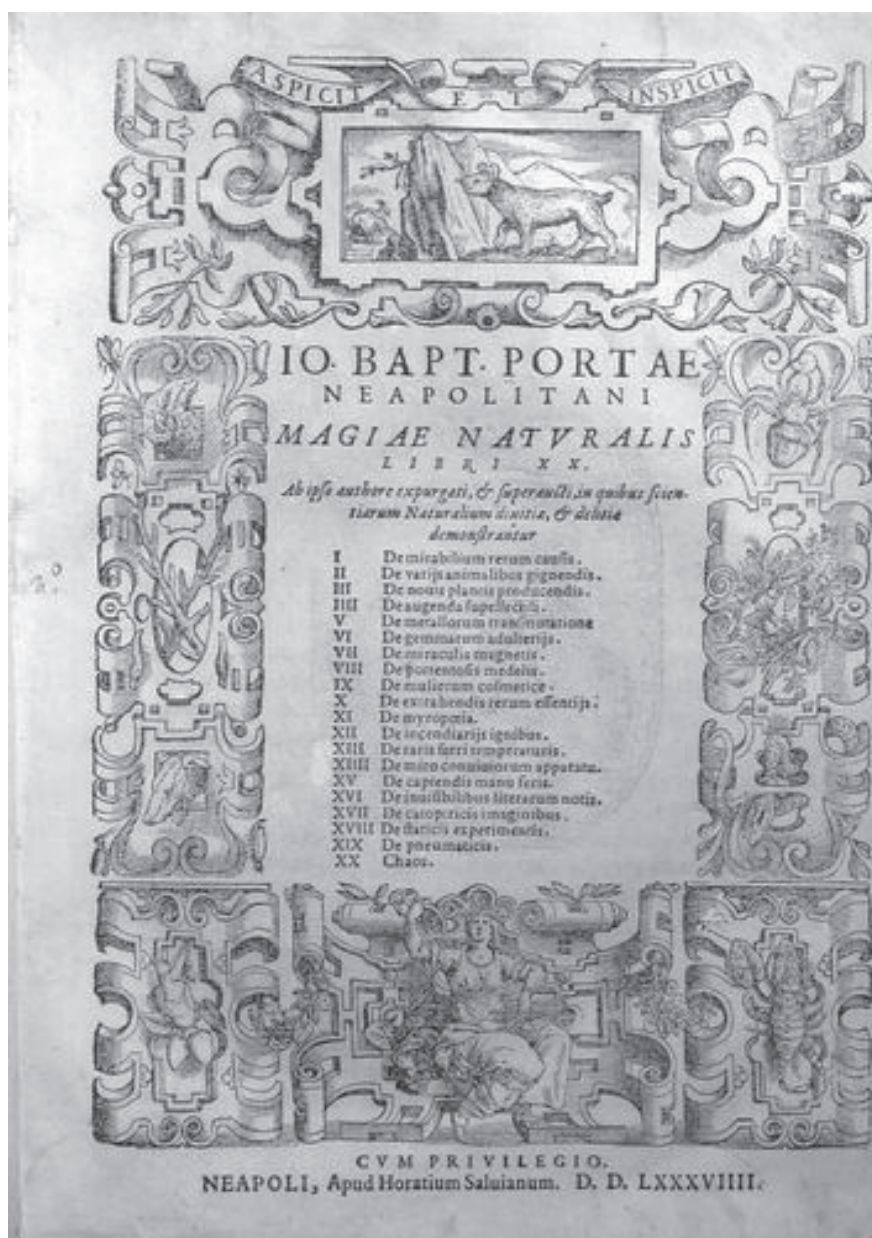 ASPICIT ET INSPICIT
IO. BAPT. PORTAE
NEAPOLITANI
MAGIAE NATVRALIS
LIBRI XX.
Ab ipso authore expurgati, & superaucti, in quibus scien-
tiarum Naturalium diuitiæ, & delitiæ
demonstrantur
I De mirabilium rerum causis.
II De varijs animalibus gignendis.
III De nouis plantis producendis.
IIII De augenda supellectili.
V De metallorum transmutatione
VI De gemmarum adulterijs.
VII De miraculis magnetis.
VIII De portentosis medelis.
IX De mulierum cosmetice.
X De extrahendis rerum essentijs.
XI De myropœia.
XII De incendiarijs ignibus.
XIII De raris ferri temperaturis.
XIIII De miro conuiuiorum apparatu.
XV De capiendis manu feris.
XVI De inuisibilibus literarum notis.
XVII De catoptricis imaginibus.
XVIII De staticis experimentis.
XIX De pneumaticis.
XX Chaos.
CVM PRIVILEGIO.
NEAPOLI, Apud Horatium Saluianum. D. D. LXXXVIIII.